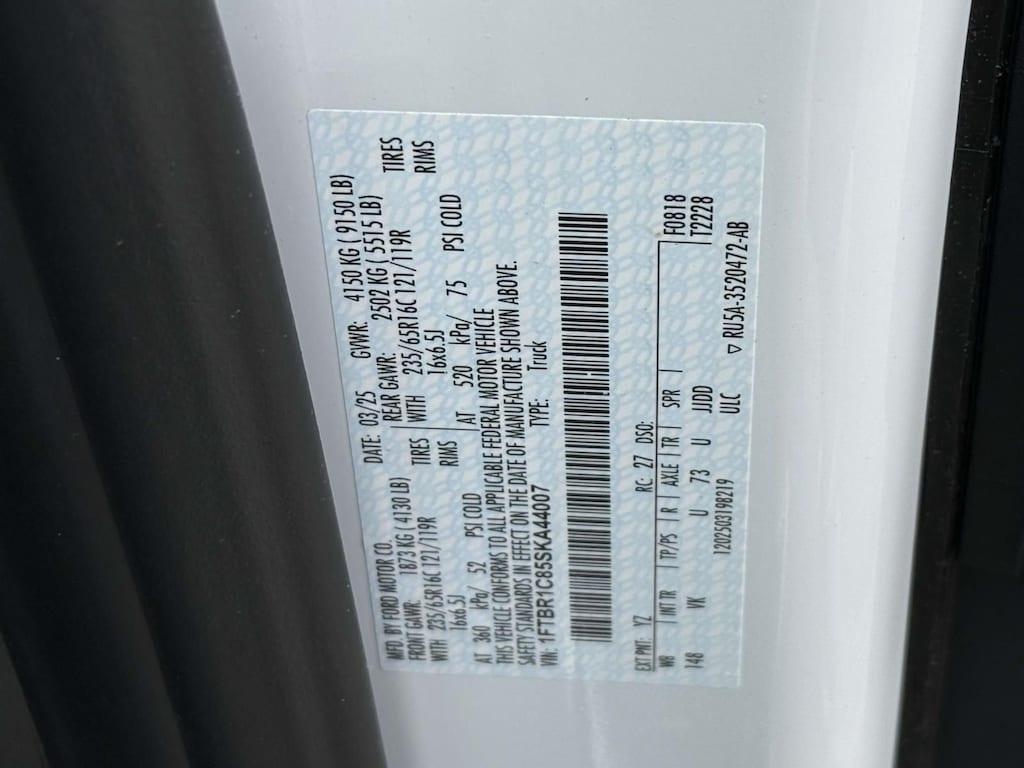 MFD. BY FORD MOTOR CO.
DATE: 03/25 GVWR: 4150 KG ( 9150 LB)
FRONT GAWR: 1873 KG ( 4130 LB) REAR GAWR: 2502 KG ( 5515 LB)
WITH 235/65R16C 121/119R TIRES WITH 235/65R16C 121/119R TIRES
16x6.5J RIMS 16x6.5J RIMS
AT 360 kPa/ 52 PSI COLD AT 520 kPa/ 75 PSI COLD
THIS VEHICLE CONFORMS TO ALL APPLICABLE FEDERAL MOTOR VEHICLE
SAFETY STANDARDS IN EFFECT ON THE DATE OF MANUFACTURE SHOWN ABOVE.
VIN: 1FTBR1C85SKA44407 TYPE: Truck
EXT PNT: YZ RC: 27 DSO: F0818
WB INT TR TP/PS R AXLE TR SPR T2228
148 VK U 73 U JJDD
120250319B219 ULC ▽ RU5A-3520472-AB